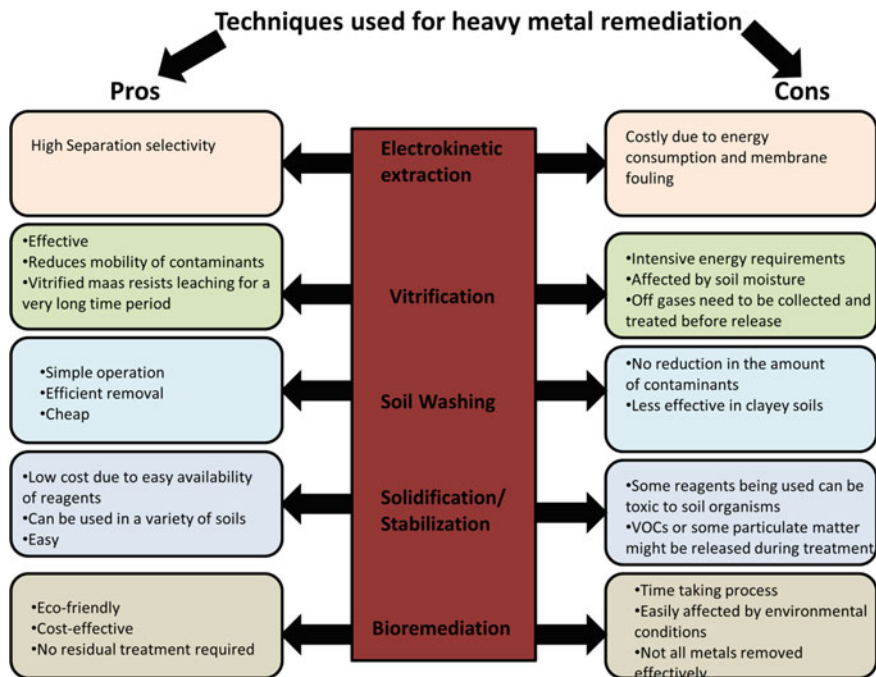 Techniques used for heavy metal remediation
Pros
Cons
High Separation selectivity
Electrokinetic
extraction
Costly due to energy
consumption and membrane
fouling
•Effective
•Reduces mobility of contaminants
•Vitrified maas resists leaching for a
very long time period
Vitrification
•Intensive energy requirements
•Affected by soil moisture
•Off gases need to be collected and
treated before release
•Simple operation
•Efficient removal
•Cheap
Soil Washing
•No reduction in the amount
of contaminants
•Less effective in clayey soils
•Low cost due to easy availability
of reagents
•Can be used in a variety of soils
•Easy
Solidification/
Stabilization
•Some reagents being used can be
toxic to soil organisms
•VOCs or some particulate matter
might be released during treatment
•Eco-friendly
•Cost-effective
•No residual treatment required
Bioremediation
•Time taking process
•Easily affected by environmental
conditions
•Not all metals removed
effectively